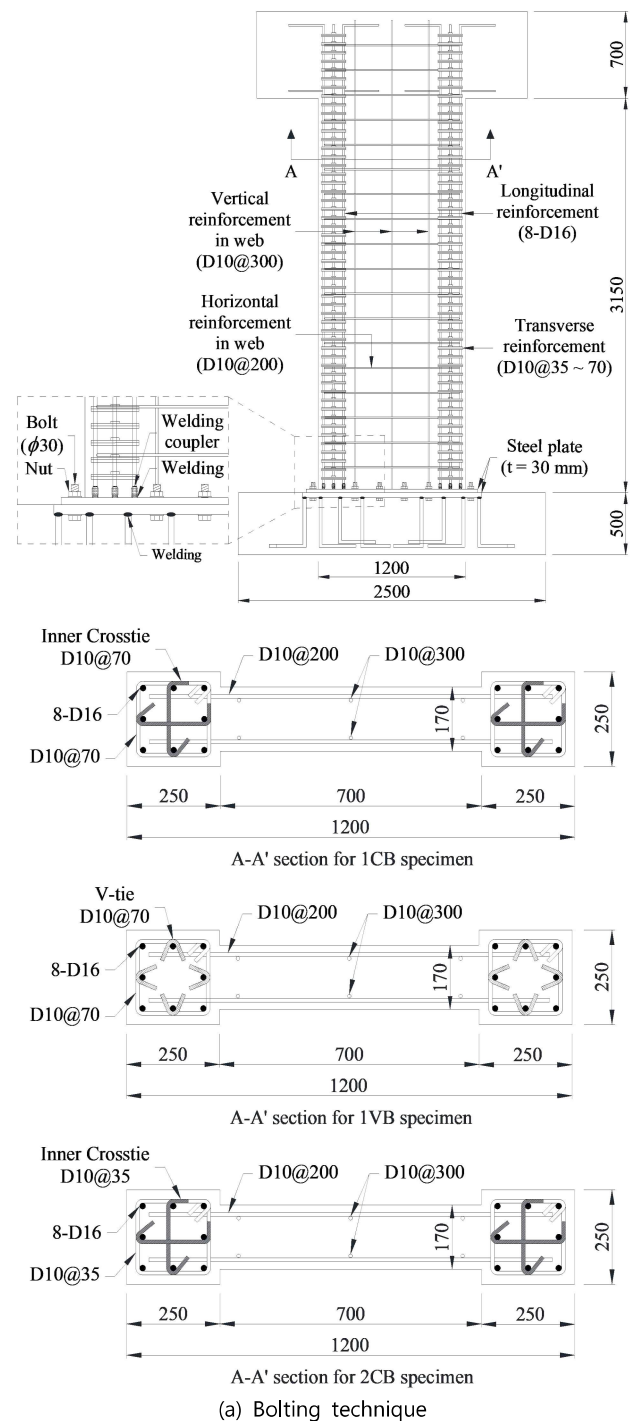 700
A
A'
Vertical
reinforcement
in web
(D10@300)
Longitudinal
reinforcement
(8-D16)
3150
Horizontal
reinforcement
in web
(D10@200)
Transverse
reinforcement
(D10@35 ~ 70)
Bolt
(ϕ30)
Nut
Welding
coupler
Welding
Welding
Steel plate
(t = 30 mm)
500
1200
2500
Inner Crosstie
D10@70
D10@200
D10@300
8-D16
D10@70
170
250
250
700
250
1200
A-A' section for 1CB specimen
V-tie
D10@70
D10@200
D10@300
8-D16
D10@70
170
250
250
700
250
1200
A-A' section for 1VB specimen
Inner Crosstie
D10@35
D10@200
D10@300
8-D16
D10@35
170
250
250
700
250
1200
A-A' section for 2CB specimen
(a) Bolting technique